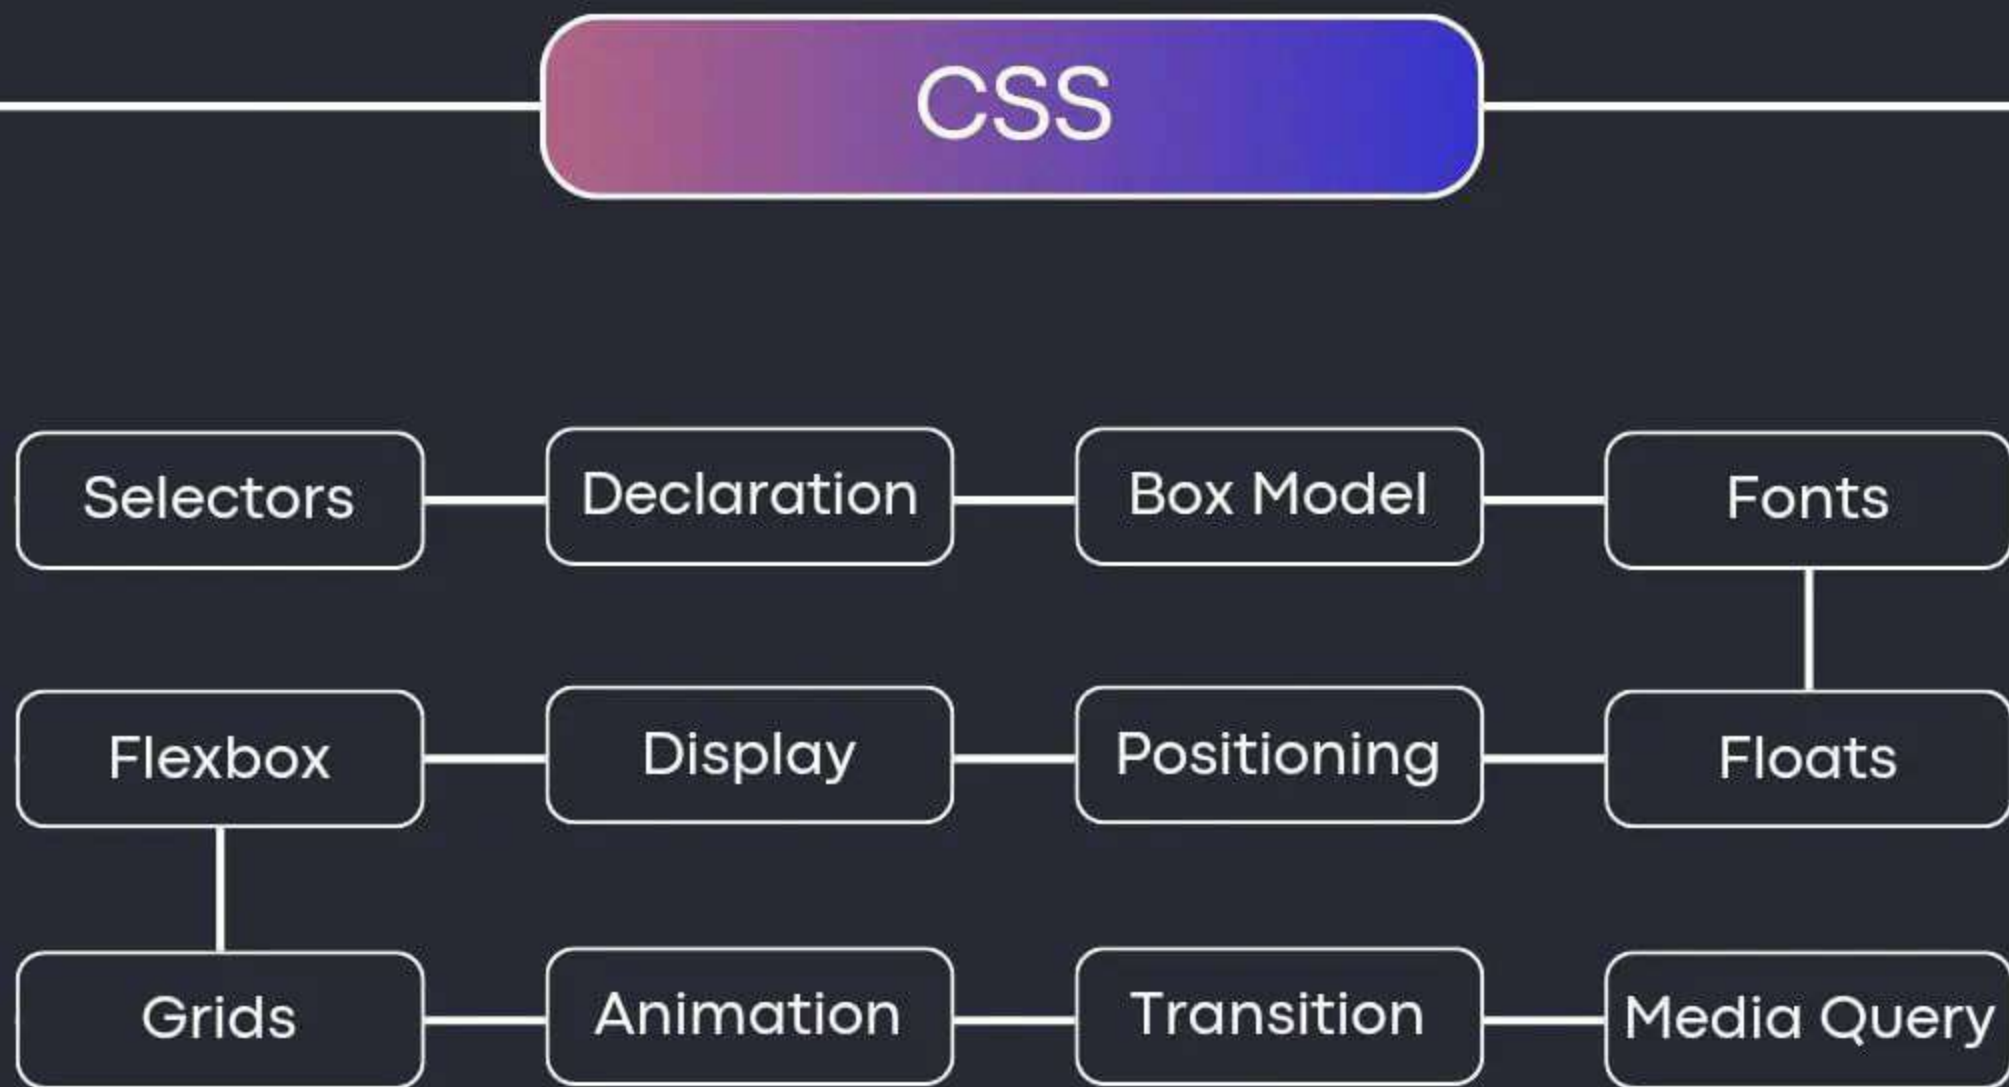 CSS
Selectors
Declaration
Box Model
Fonts
Flexbox
Display
Positioning
Floats
Grids
Animation
Transition
Media Query